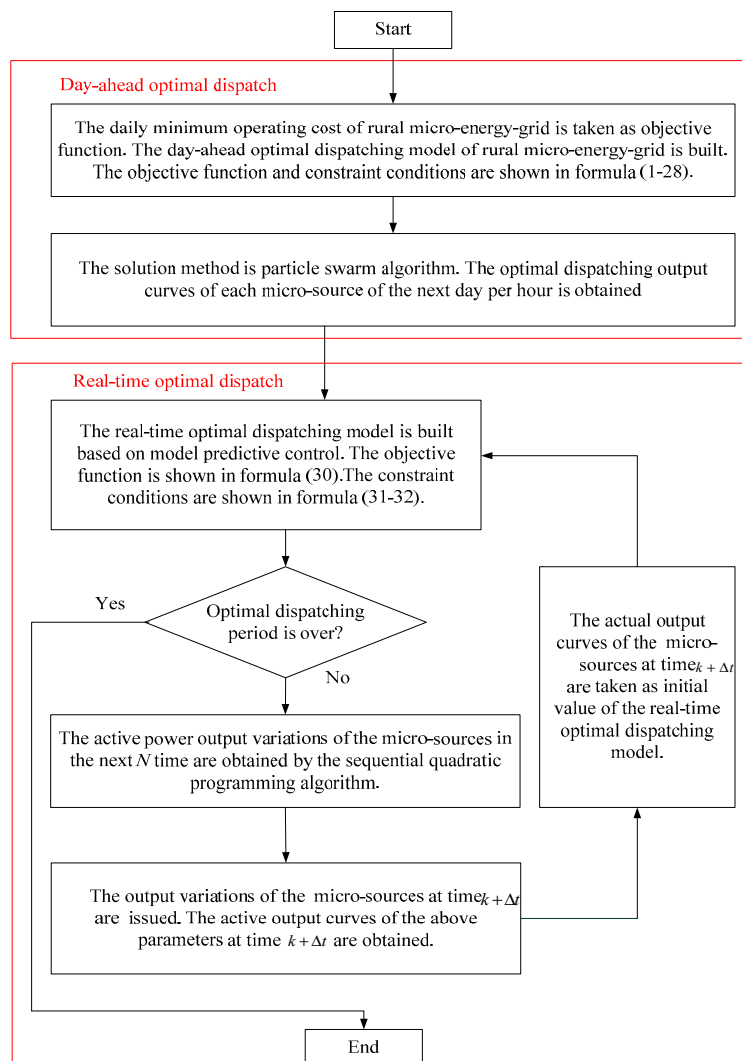 Start
Day-ahead optimal dispatch
The daily minimum operating cost of rural micro-energy-grid is taken as objective
function. The day-ahead optimal dispatching model of rural micro-energy-grid is built.
The objective function and constraint conditions are shown in formula (1-28).
The solution method is particle swarm algorithm. The optimal dispatching output
curves of each micro-source of the next day per hour is obtained
Real-time optimal dispatch
The real-time optimal dispatching model is built
based on model predictive control. The objective
function is shown in formula (30).The constraint
conditions are shown in formula (31-32).
Yes
Optimal dispatching
period is over?
No
The active power output variations of the micro-sources in
the next N time are obtained by the sequential quadratic
programming algorithm.
The output variations of the micro-sources at time k + Δt
are issued. The active output curves of the above
parameters at time k + Δt are obtained.
The actual output
curves of the micro-
sources at time k + Δt
are taken as initial
value of the real-time
optimal dispatching
model.
End